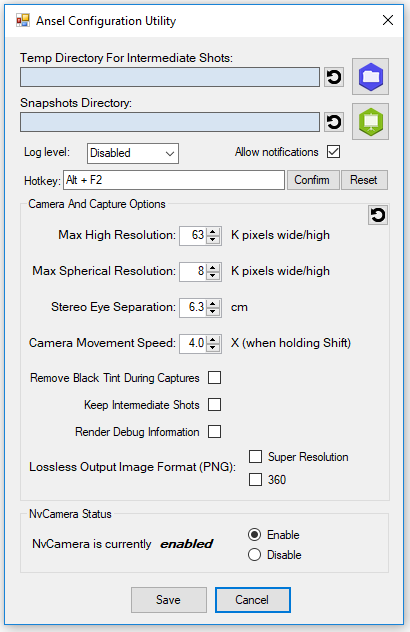 Ansel Configuration Utility
Temp Directory For Intermediate Shots:
Snapshots Directory:
Log level: Disabled Allow notifications
Hotkey: Alt + F2 Confirm Reset
Camera And Capture Options
Max High Resolution: 63 K pixels wide/high
Max Spherical Resolution: 8 K pixels wide/high
Stereo Eye Separation: 6.3 cm
Camera Movement Speed: 4.0 X (when holding Shift)
Remove Black Tint During Captures
Keep Intermediate Shots
Render Debug Information
Lossless Output Image Format (PNG): Super Resolution
360
NvCamera Status
NvCamera is currently enabled Enable
Disable
Save Cancel